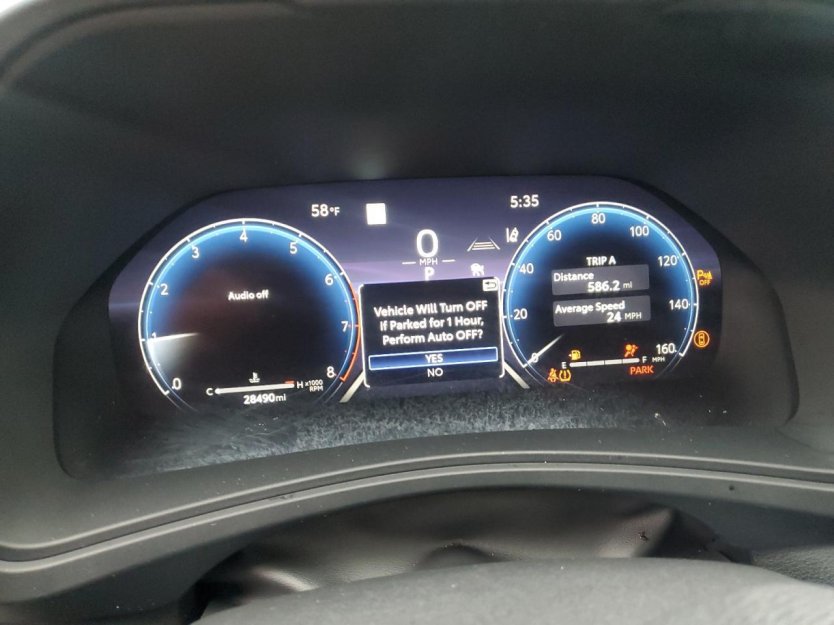 58°F
5:35
0
MPH
P
0
1
2
3
4
5
6
7
8
x1000
RPM
Audio off
C
H
28490mi
Vehicle Will Turn OFF
If Parked for 1 Hour,
Perform Auto OFF?
YES
NO
0
20
40
60
80
100
120
140
160
MPH
TRIP A
Distance
586.2 mi
Average Speed
24 MPH
E
F
PARK
P
OFF